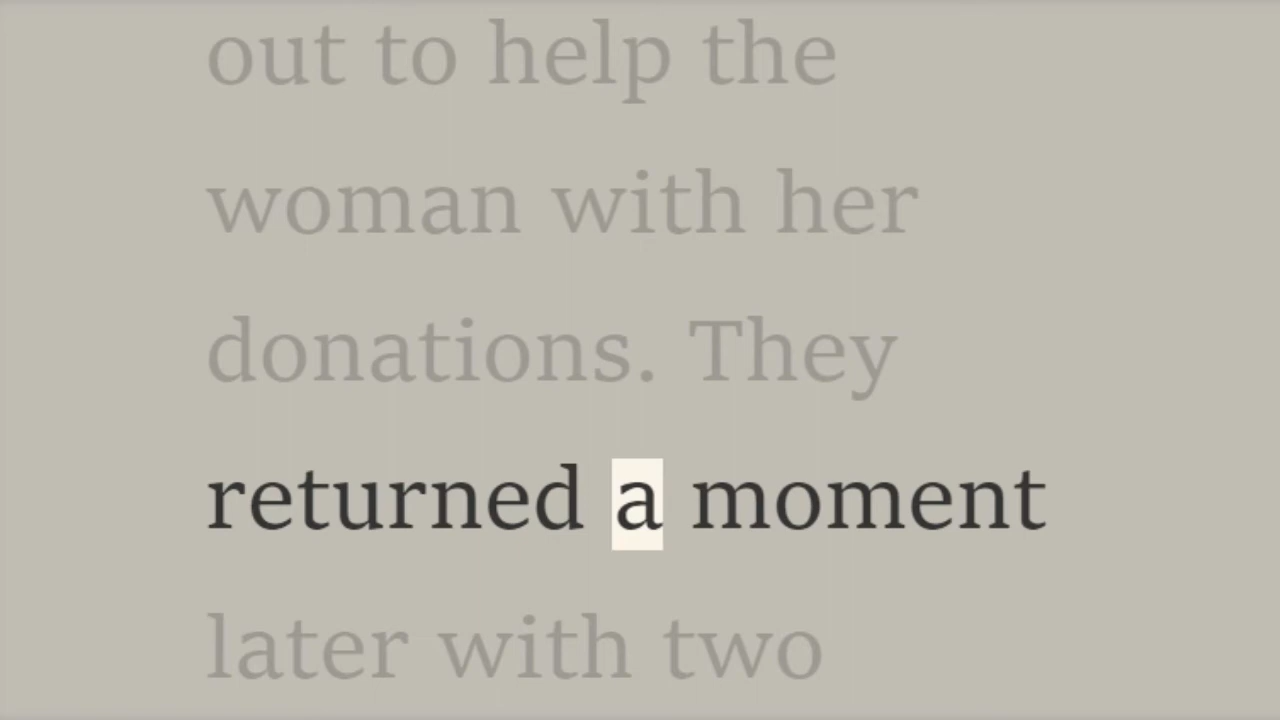 out to help the
woman with her
donations. They
returned a moment
later with two